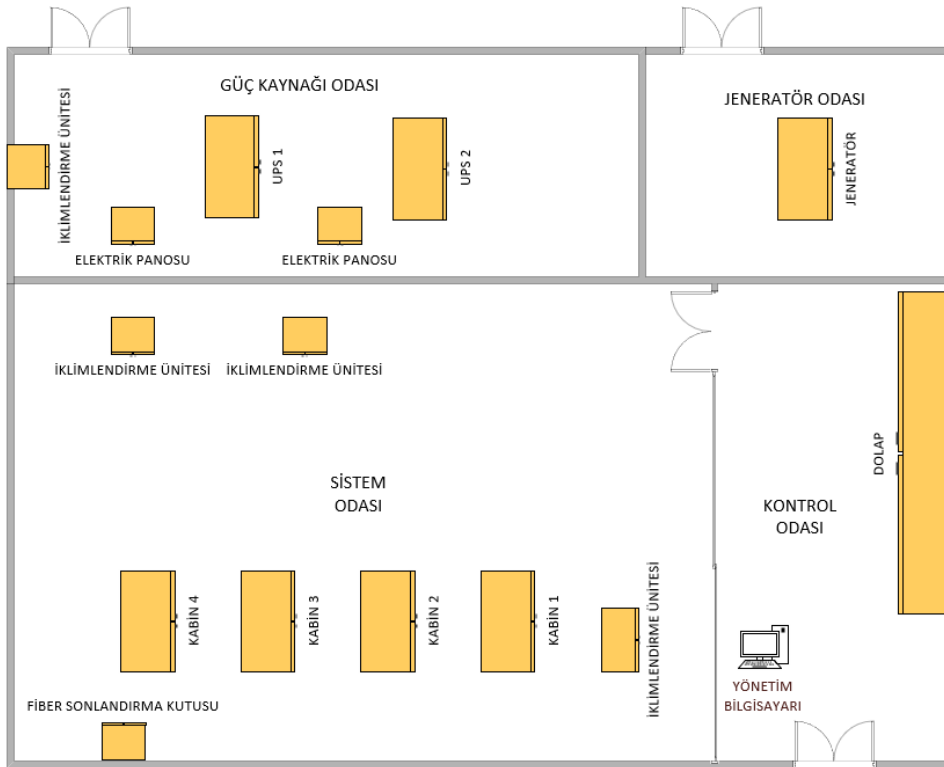 GÜÇ KAYNAĞI ODASI
JENERATÖR ODASI
İKLİMLENDİRME ÜNİTESİ
UPS 1
UPS 2
JENERATÖR
ELEKTRİK PANOSU
ELEKTRİK PANOSU
İKLİMLENDİRME ÜNİTESİ
İKLİMLENDİRME ÜNİTESİ
DOLAP
SİSTEM
ODASI
KONTROL
ODASI
KABİN 4
KABİN 3
KABİN 2
KABİN 1
İKLİMLENDİRME ÜNİTESİ
YÖNETİM
BİLGİSAYARI
FİBER SONLANDIRMA KUTUSU